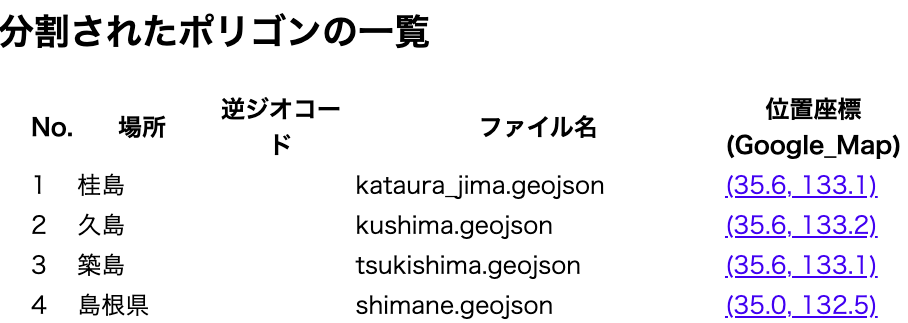 分割されたポリゴンの一覧
No. 場所 逆ジオコード ファイル名 位置座標(Google_Map)
1 桂島 kataura_jima.geojson (35.6, 133.1)
2 久島 kushima.geojson (35.6, 133.2)
3 築島 tsukishima.geojson (35.6, 133.1)
4 島根県 shimane.geojson (35.0, 132.5)